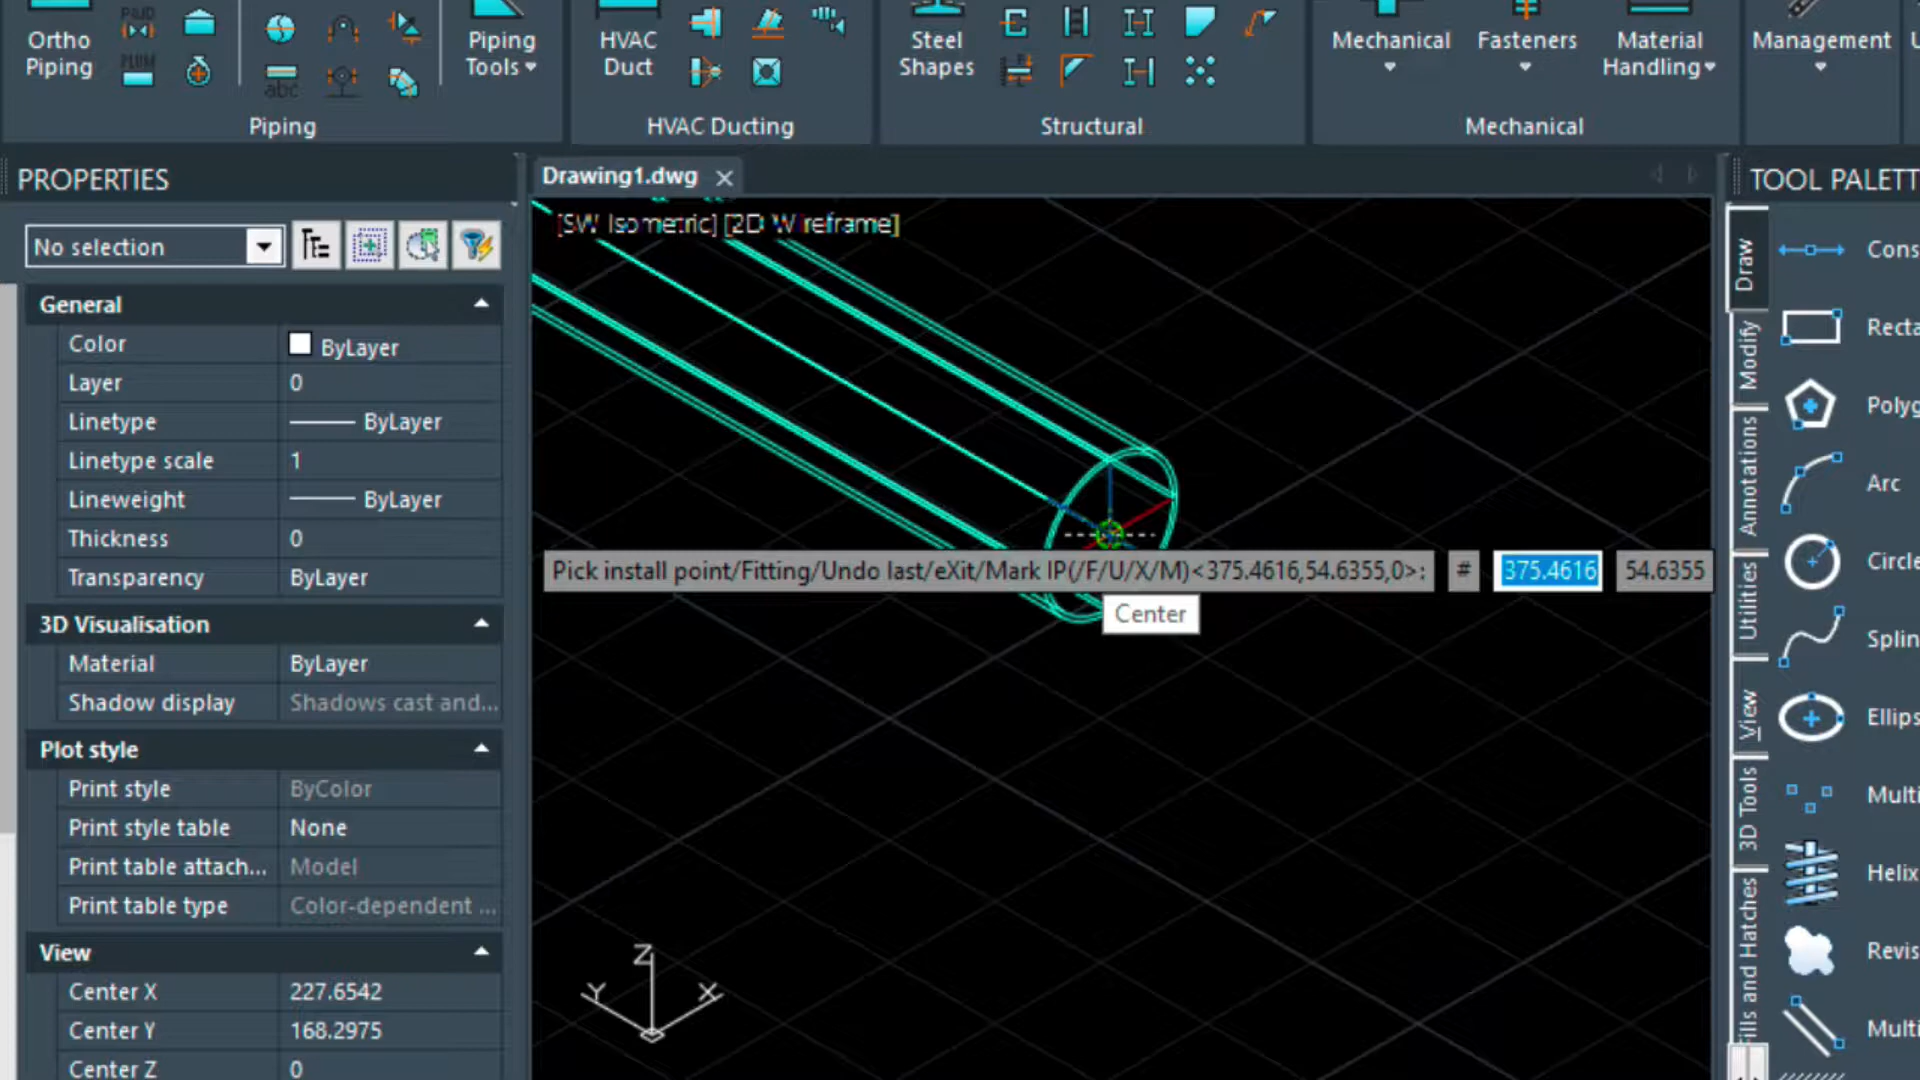 Ortho
Piping
P&ID
PLUM
abc
Piping
Tools
Piping
HVAC
Duct
HVAC Ducting
Steel
Shapes
Structural
Mechanical
Fasteners
Material
Handling
Mechanical
Management
PROPERTIES
No selection
General
Color ByLayer
Layer 0
Linetype ByLayer
Linetype scale 1
Lineweight ByLayer
Thickness 0
Transparency ByLayer
3D Visualisation
Material ByLayer
Shadow display Shadows cast and...
Plot style
Print style ByColor
Print style table None
Print table attach... Model
Print table type Color-dependent ...
View
Center X 227.6542
Center Y 168.2975
Center Z 0
Drawing1.dwg
[SW Isometric] [2D Wireframe]
Pick install point/Fitting/Undo last/eXit/Mark IP(/F/U/X/M)<375.4616,54.6355,0>: # 375.4616 54.6355
Center
Z
Y X
TOOL PALETT
Draw
Modify
Annotations
Utilities
View
3D Tools
ills and Hatches
Cons
Recta
Polyg
Arc
Circle
Splin
Ellips
Multi
Helix
Revis
Multi